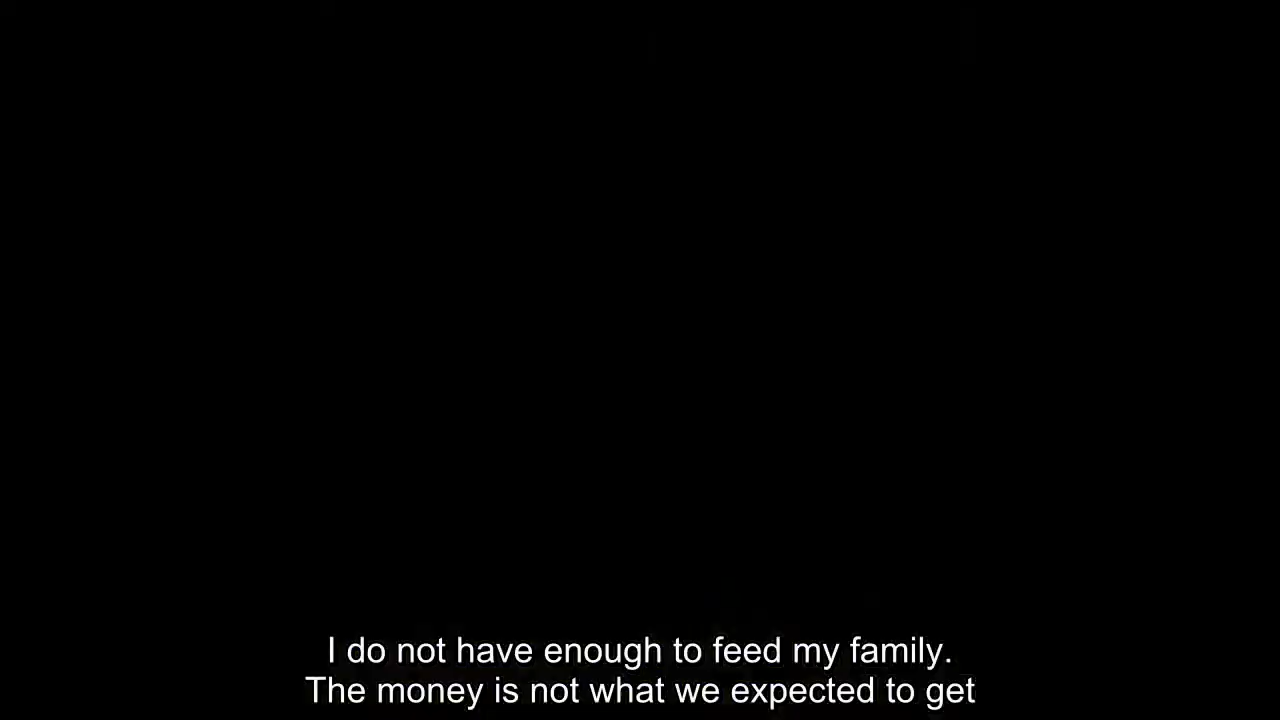 I do not have enough to feed my family.
The money is not what we expected to get